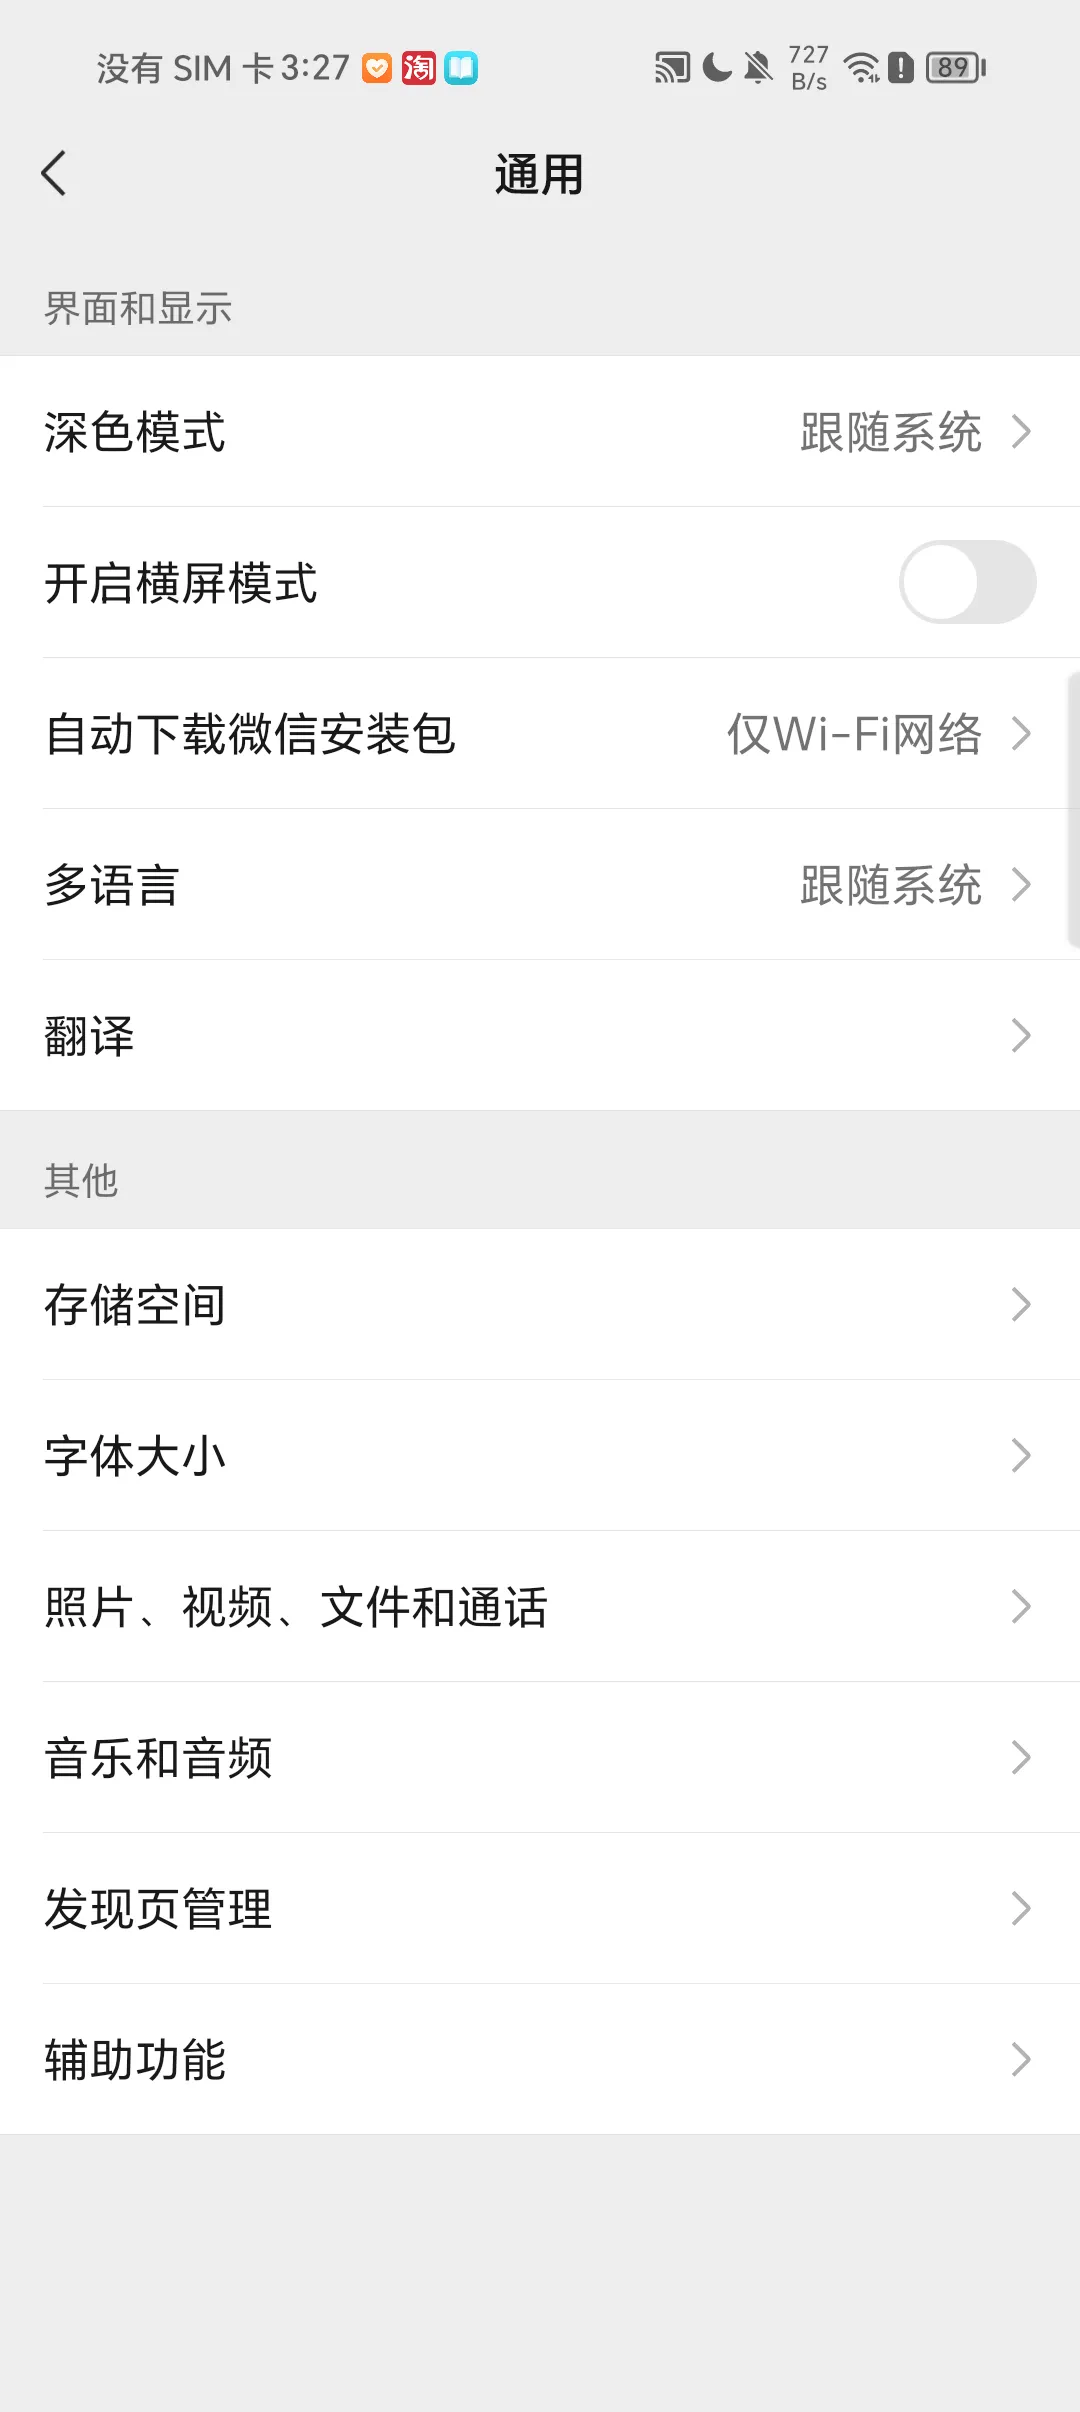 没有 SIM 卡 3:27 淘 727 B/s 89
通用
界面和显示
深色模式 跟随系统
开启横屏模式
自动下载微信安装包 仅Wi-Fi网络
多语言 跟随系统
翻译
其他
存储空间
字体大小
照片、视频、文件和通话
音乐和音频
发现页管理
辅助功能